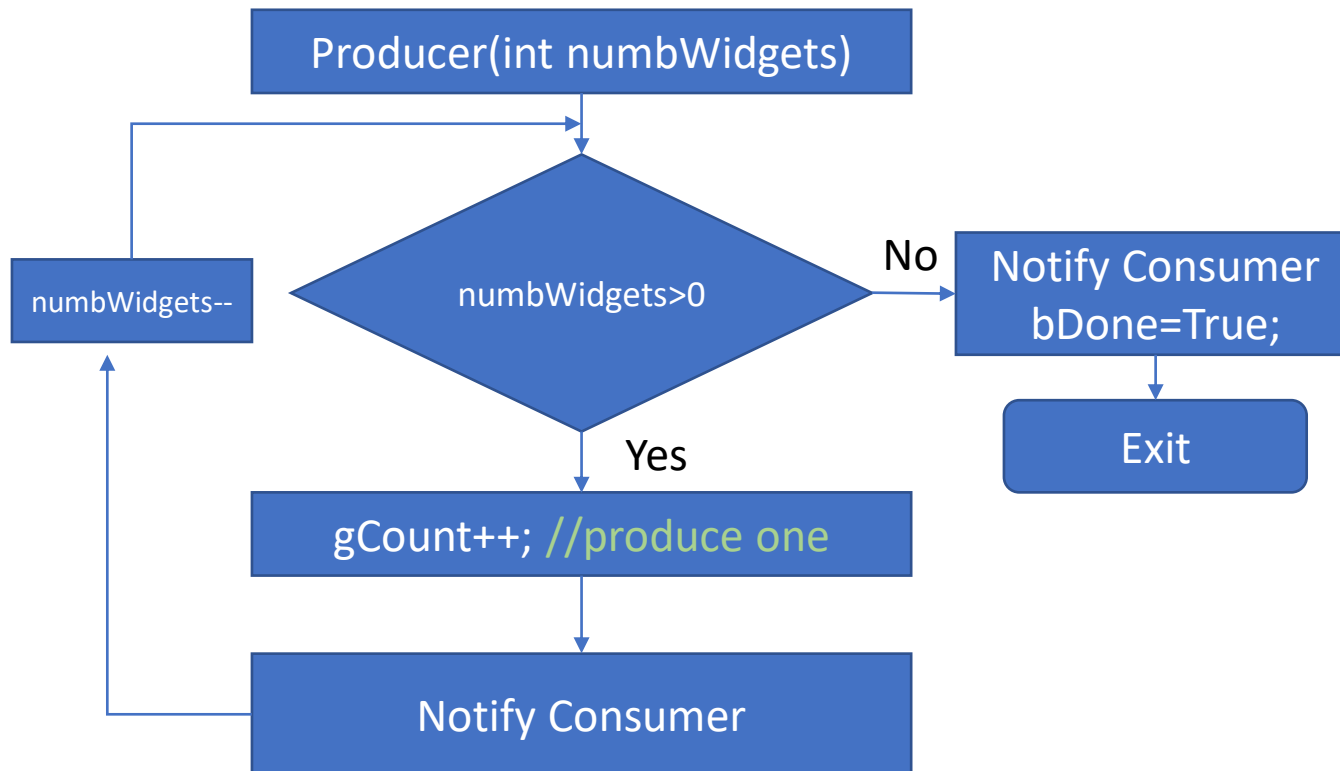 Producer(int numbWidgets)
numbWidgets--
numbWidgets>0
No
Notify Consumer
bDone=True;
Exit
Yes
gCount++; //produce one
Notify Consumer